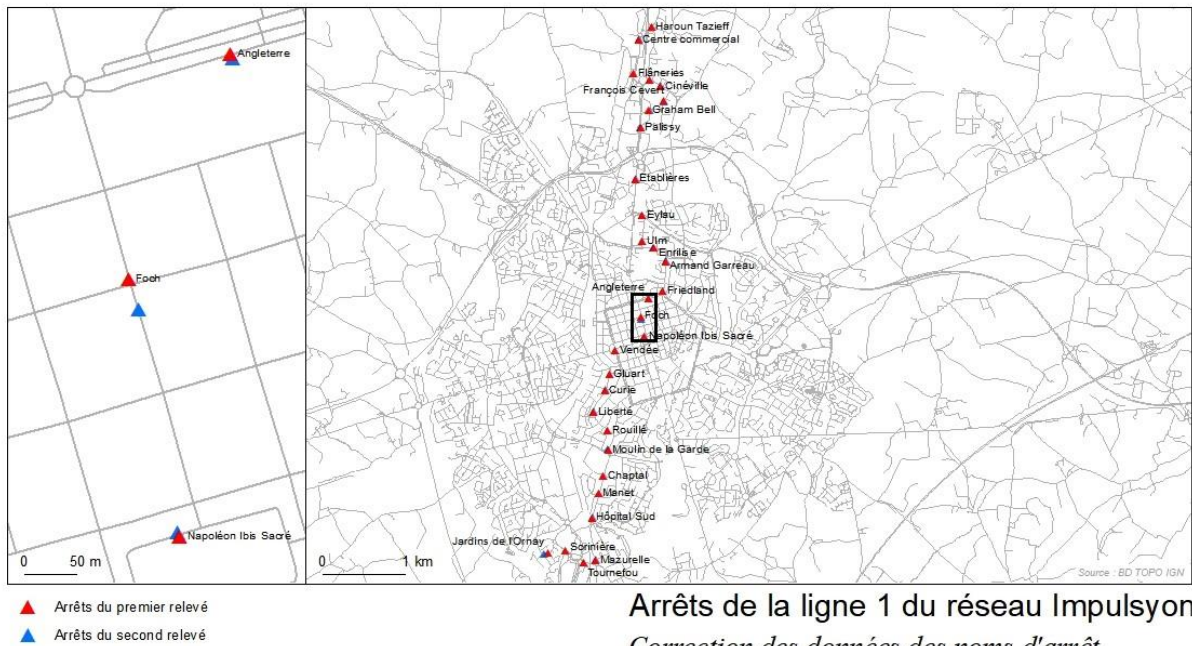 Angleterre
Foch
Napoléon Ibis Sacré
0 50 m
Haroun Tazieff
Centre commercial
Flâneries
François Cevert
Cinéville
Graham Bell
Palissy
Etablières
Eylau
Ulm
Enrilise
Armand Garreau
Angleterre
Friedland
Foch
Napoléon Ibis Sacré
Vendée
Gluart
Curie
Liberté
Rouillé
Moulin de la Garde
Chaptal
Manet
Hôpital Sud
Jardins de l'Ornay
Sorinière
Mazurelle
Tournefou
0 1 km
Source : BD TOPO IGN
Arrêts du premier relevé
Arrêts du second relevé
Arrêts de la ligne 1 du réseau Impulsyon
Correction des données des noms d'arrêt